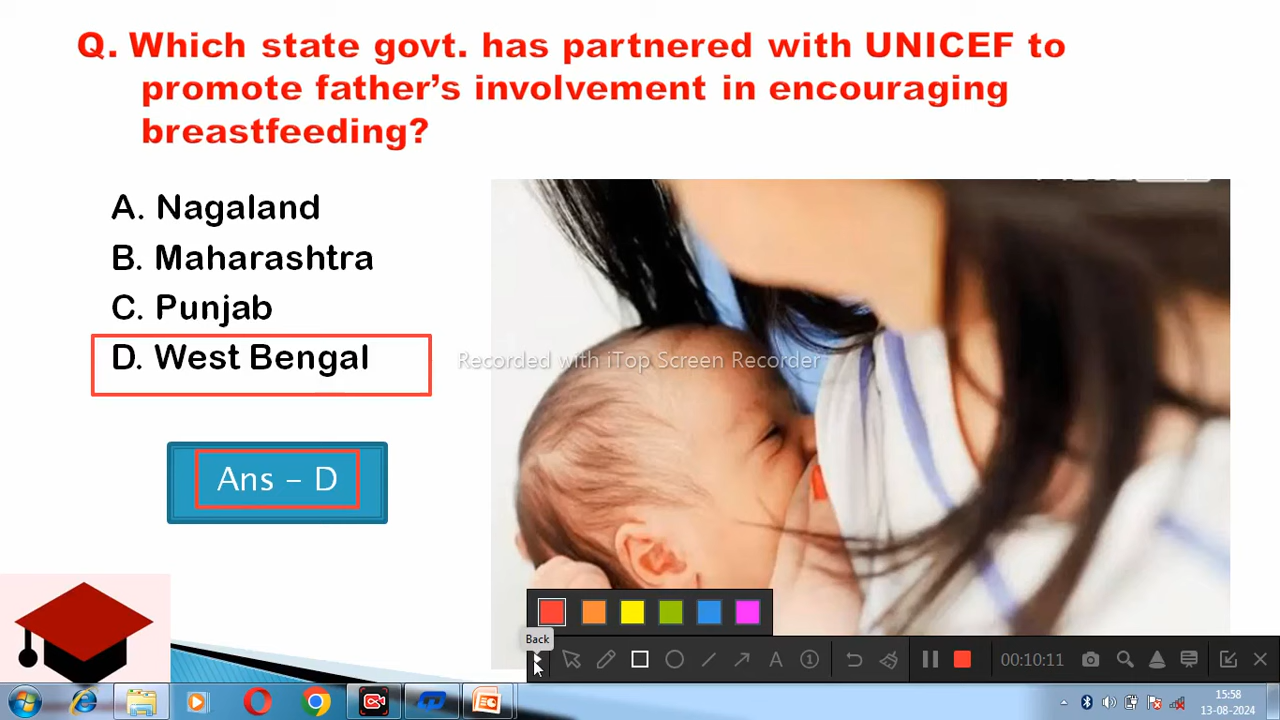 Q. Which state govt. has partnered with UNICEF to
promote father's involvement in encouraging
breastfeeding?
A. Nagaland
B. Maharashtra
C. Punjab
D. West Bengal
Recorded with iTop Screen Recorder
Ans – D
Back
A
1
00:10:11
15:58
13-08-2024